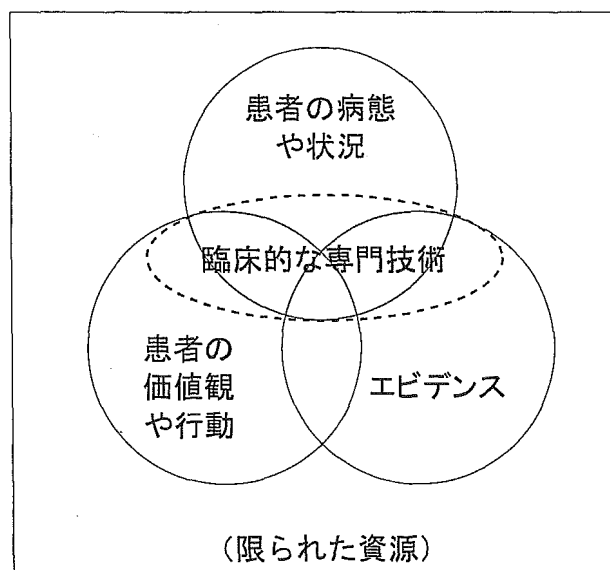 患者の病態
や状況
臨床的な専門技術
患者の
価値観
や行動
エビデンス
(限られた資源)